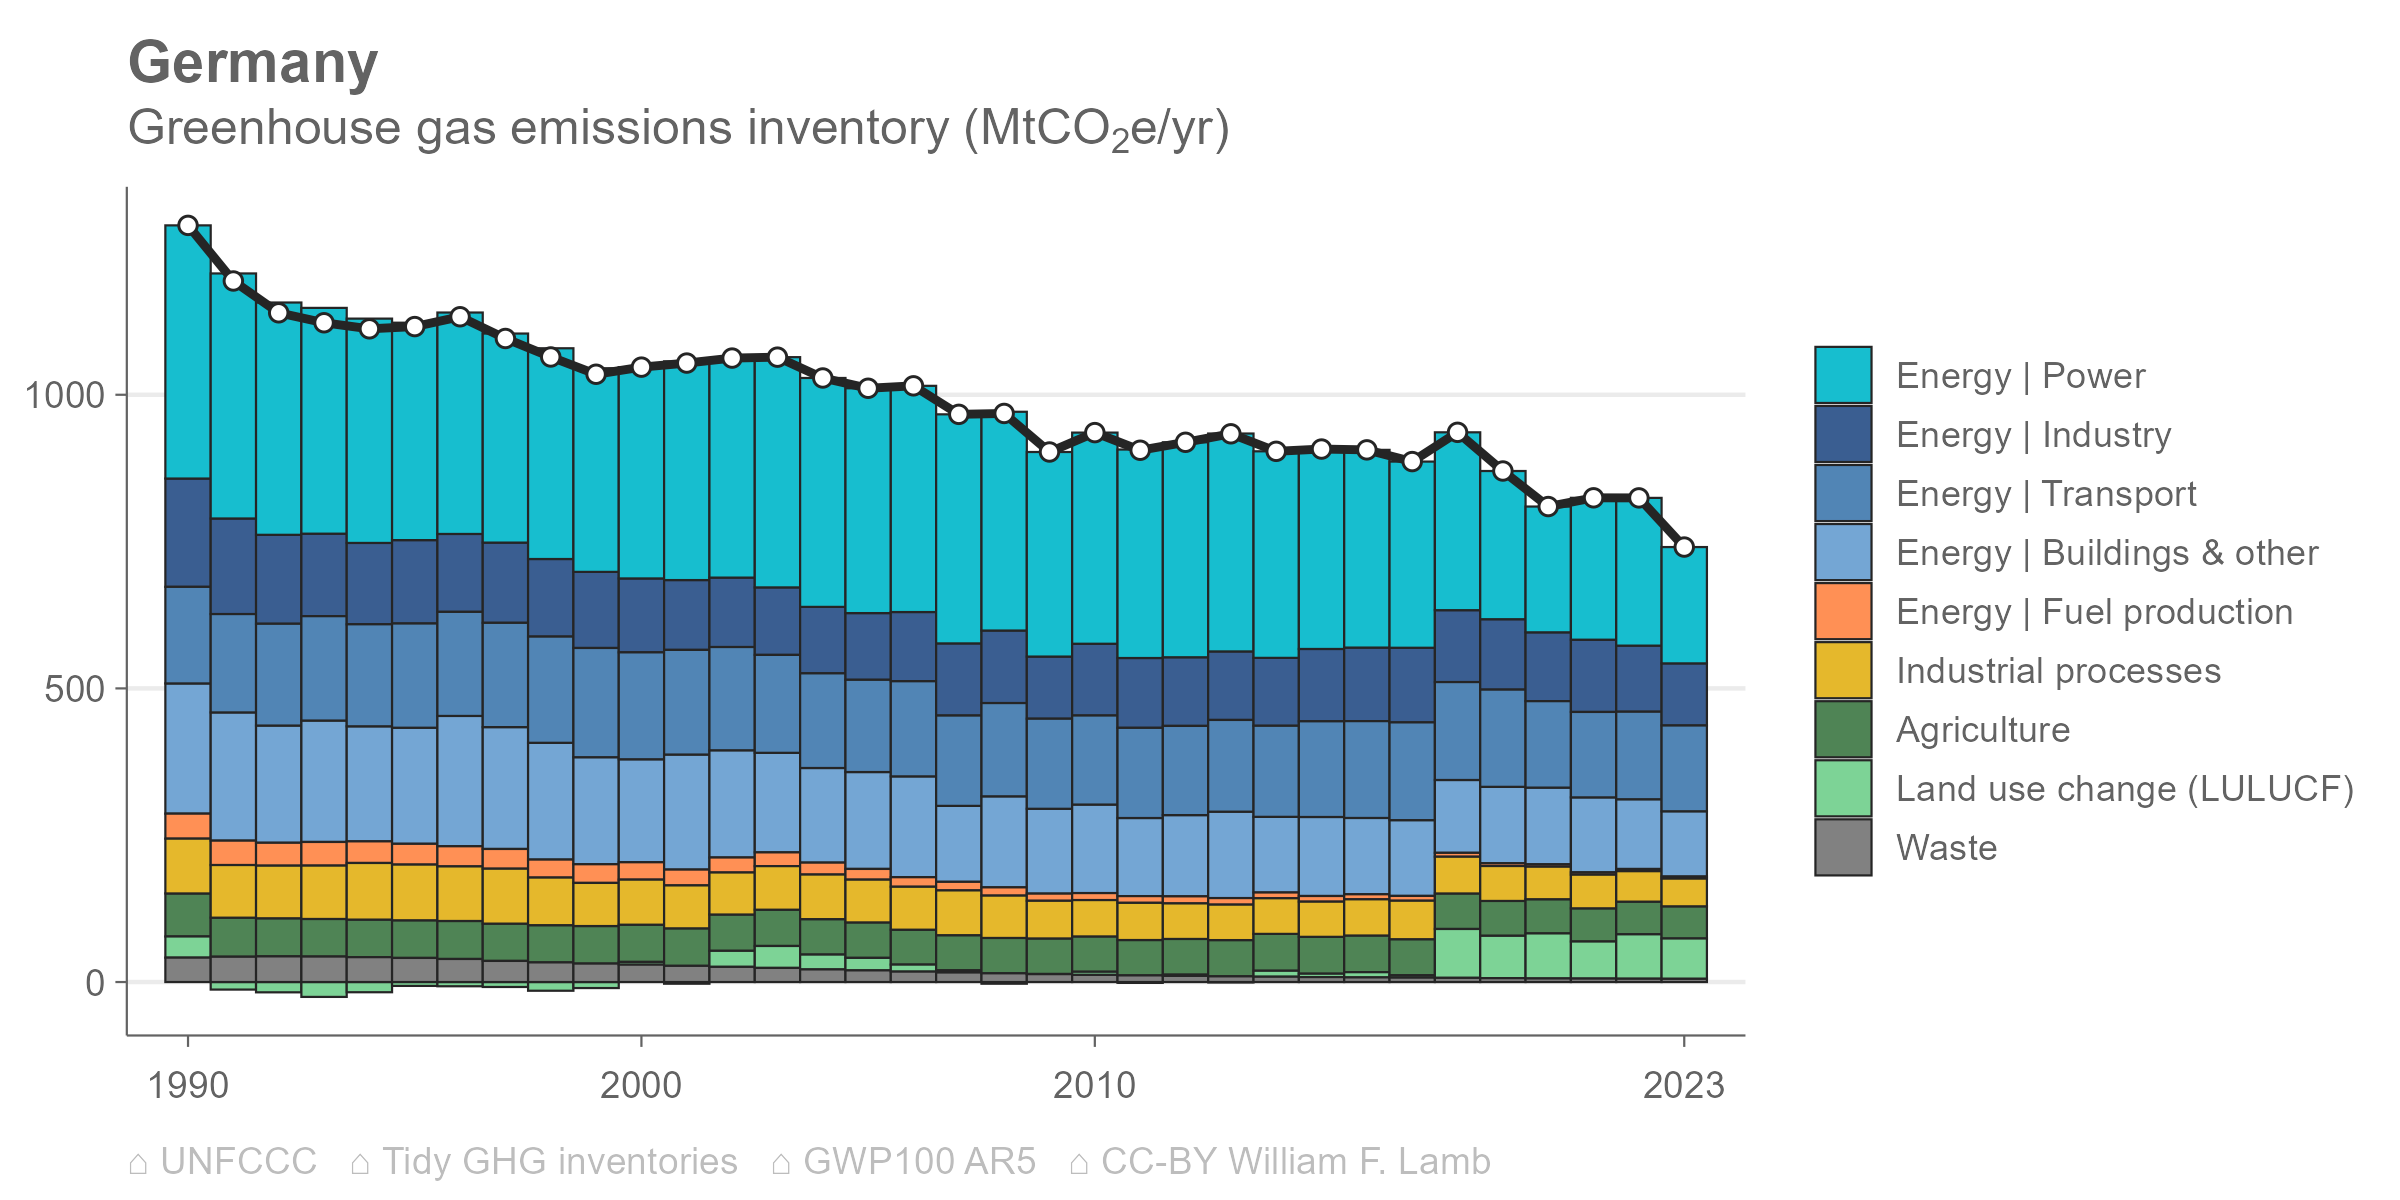 Germany
Greenhouse gas emissions inventory (MtCO₂e/yr)
1000
500
0
1990 2000 2010 2023
Energy | Power
Energy | Industry
Energy | Transport
Energy | Buildings & other
Energy | Fuel production
Industrial processes
Agriculture
Land use change (LULUCF)
Waste
⌂ UNFCCC ⌂ Tidy GHG inventories ⌂ GWP100 AR5 ⌂ CC-BY William F. Lamb